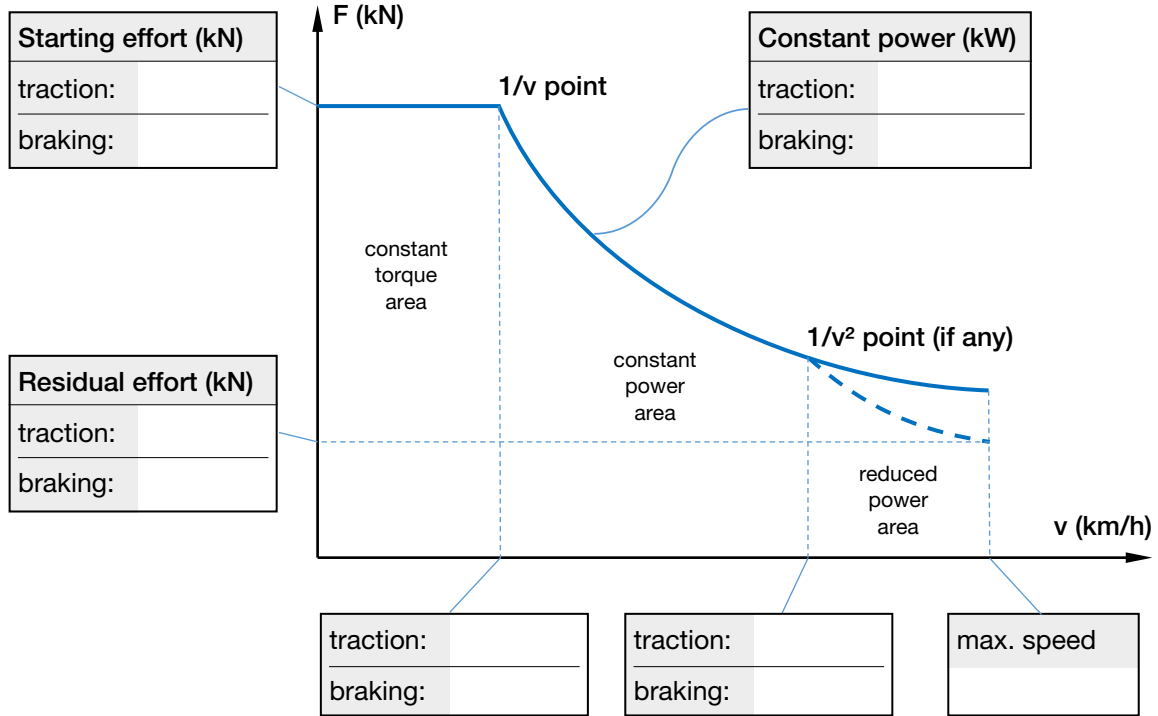 F (kN)
Starting effort (kN)
traction:
braking:
Constant power (kW)
traction:
braking:
1/v point
constant
torque
area
1/v² point (if any)
constant
power
area
Residual effort (kN)
traction:
braking:
reduced
power
area
v (km/h)
traction:
braking:
traction:
braking:
max. speed